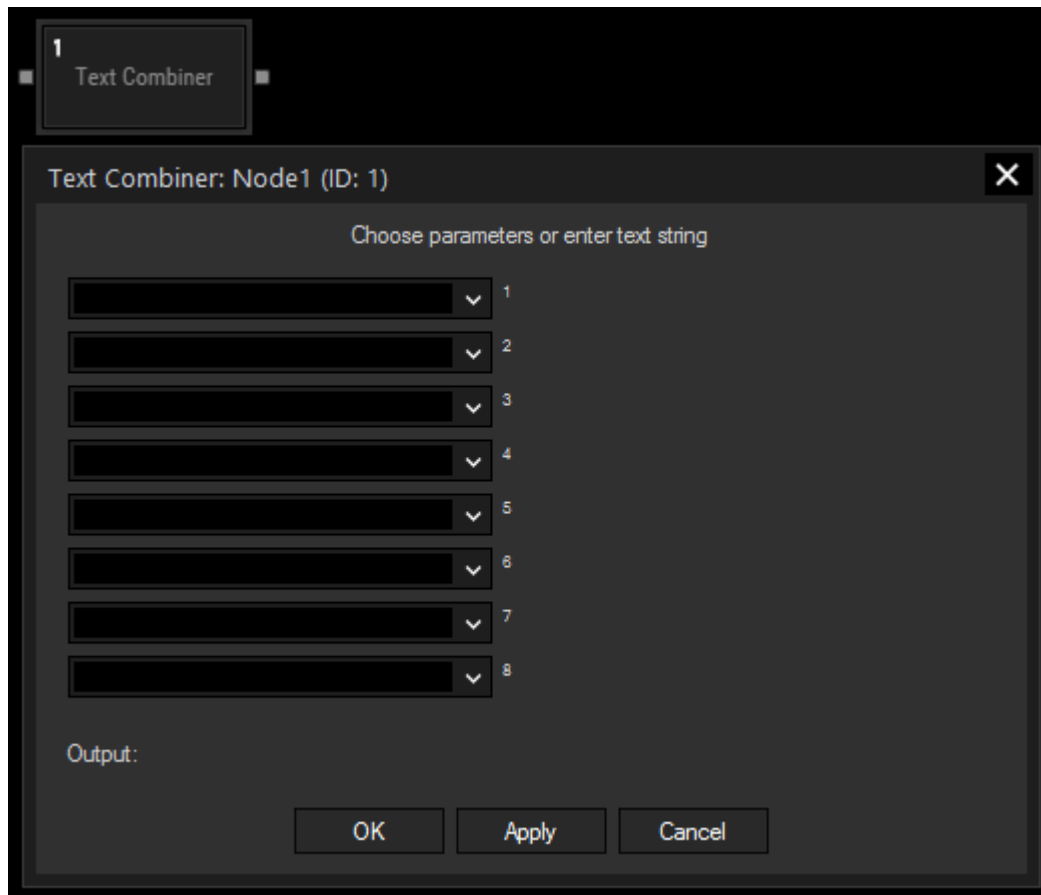 1
Text Combiner
Text Combiner: Node1 (ID: 1)
Choose parameters or enter text string
1
2
3
4
5
6
7
8
Output:
OK Apply Cancel